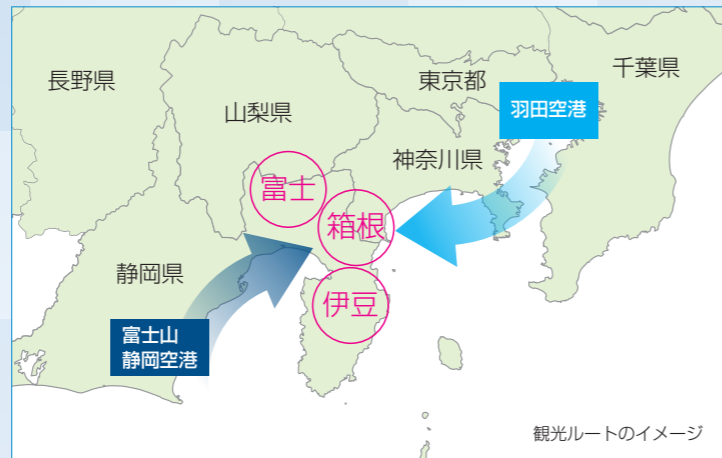 千葉県
長野県
東京都
山梨県
羽田空港
神奈川県
富士
箱根
静岡県
伊豆
富士山
静岡空港
観光ルートのイメージ